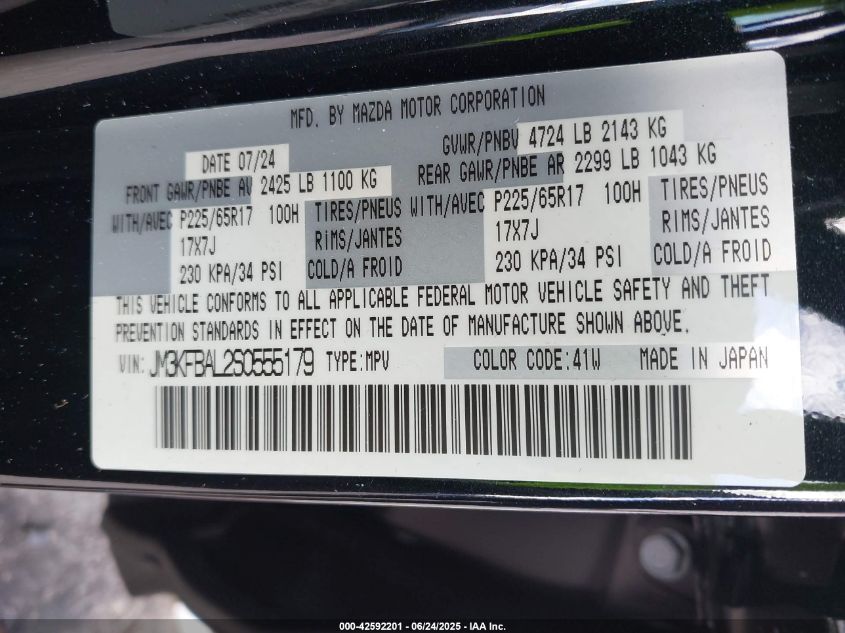 MFD. BY MAZDA MOTOR CORPORATION
DATE 07/24 GVWR/PNBV 4724 LB 2143 KG
FRONT GAWR/PNBE AV 2425 LB 1100 KG REAR GAWR/PNBE AR 2299 LB 1043 KG
WITH/AVEC P225/65R17 100H TIRES/PNEUS WITH/AVEC P225/65R17 100H TIRES/PNEUS
17X7J RIMS/JANTES 17X7J RIMS/JANTES
230 KPA/34 PSI COLD/A FROID 230 KPA/34 PSI COLD/A FROID
THIS VEHICLE CONFORMS TO ALL APPLICABLE FEDERAL MOTOR VEHICLE SAFETY AND THEFT
PREVENTION STANDARDS IN EFFECT ON THE DATE OF MANUFACTURE SHOWN ABOVE.
VIN: JM3KFBAL2S0555179 TYPE:MPV COLOR CODE:41W MADE IN JAPAN
000-42592201 - 06/24/2025 - IAA Inc.